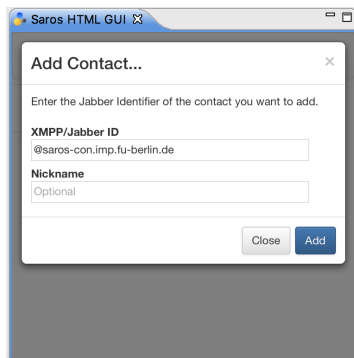 Saros HTML GUI
Add Contact...
Enter the Jabber Identifier of the contact you want to add.
XMPP/Jabber ID
@saros-con.imp.fu-berlin.de
Nickname
Optional
Close Add